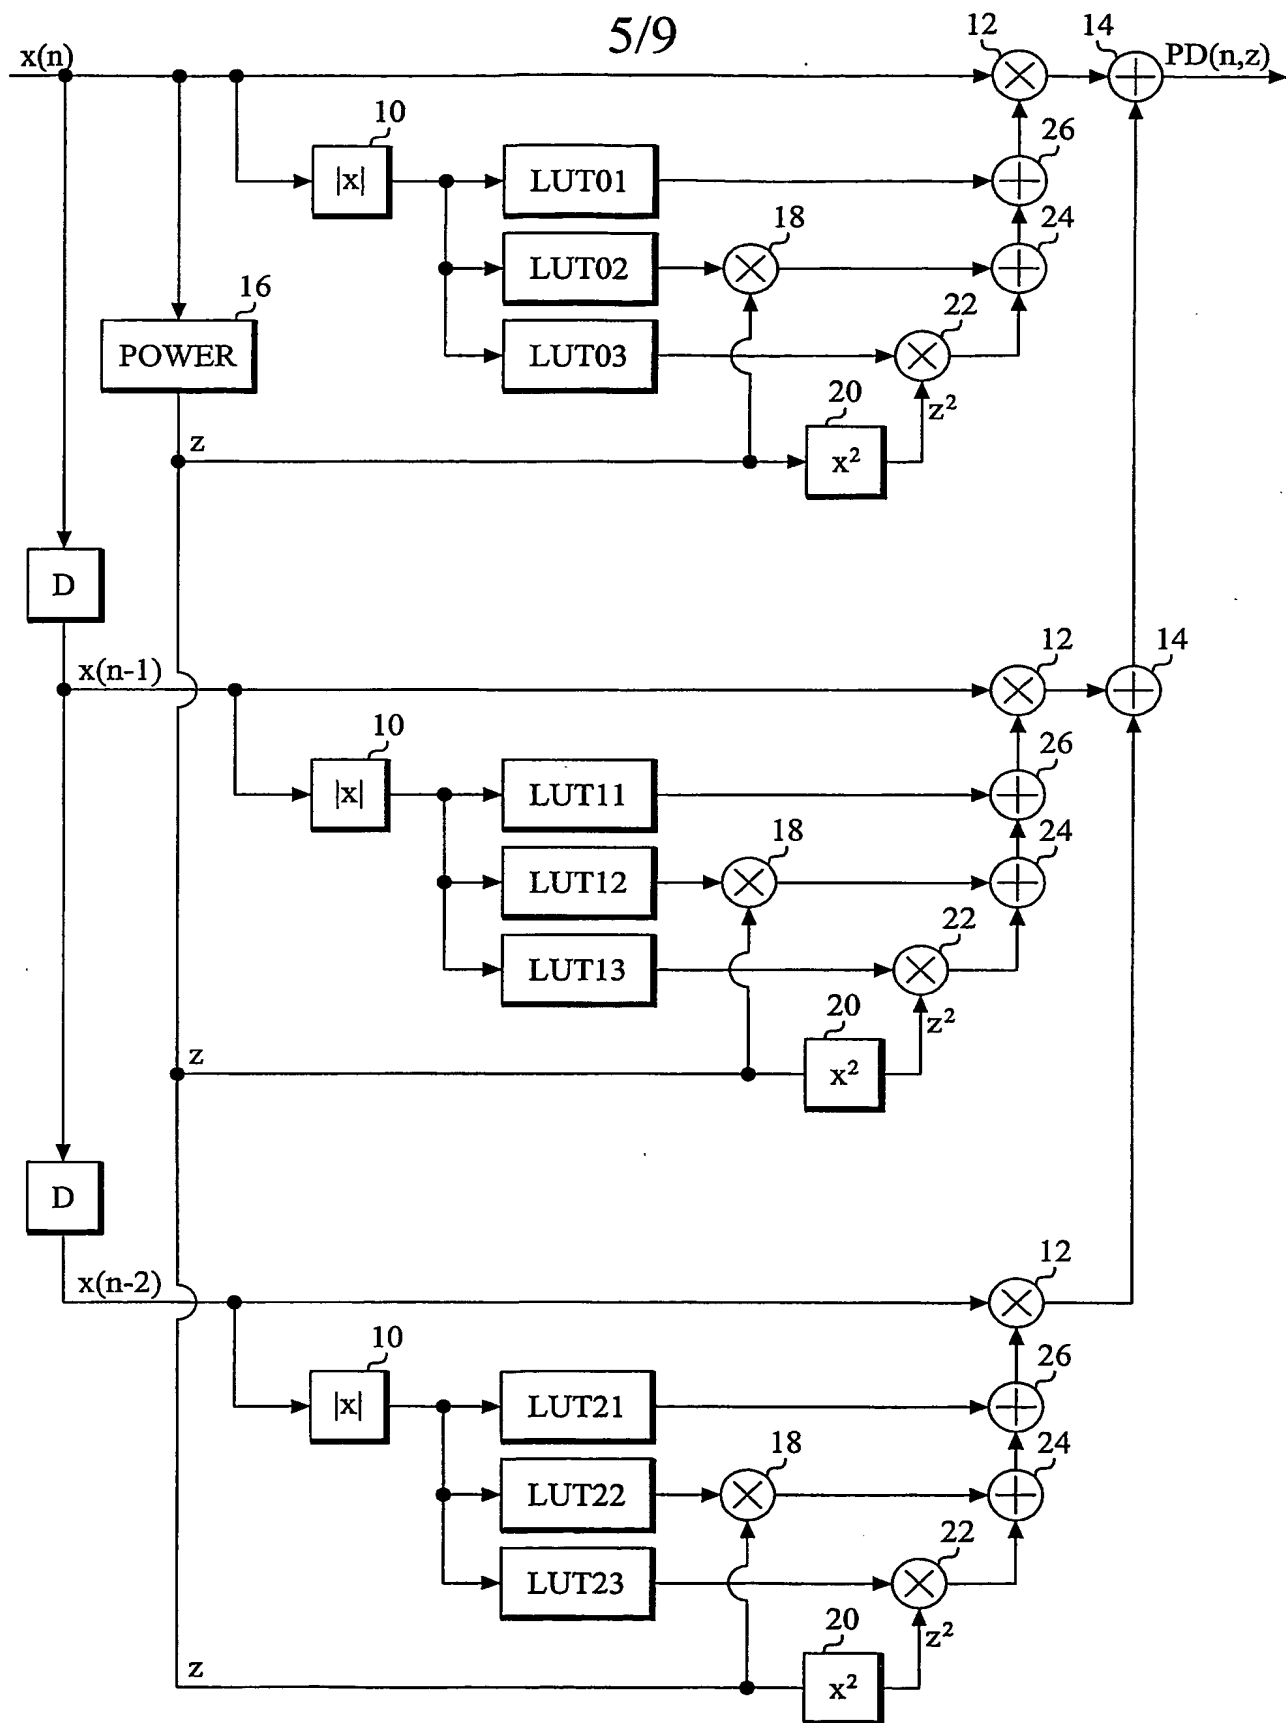 5/9
x(n)
12
14
PD(n,z)
10
26
|x|
LUT01
18
24
LUT02
16
22
POWER
LUT03
20
z²
z
x²
D
x(n-1)
12
14
10
26
|x|
LUT11
18
24
LUT12
22
LUT13
20
z²
z
x²
D
x(n-2)
12
10
26
|x|
LUT21
18
24
LUT22
22
LUT23
20
z²
z
x²